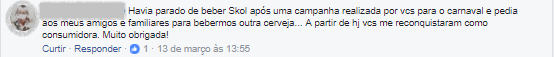 Havia parado de beber Skol após uma campanha realizada por vcs para o carnaval e pedia
aos meus amigos e familiares para bebermos outra cerveja... A partir de hj vcs me reconquistaram como
consumidora. Muito obrigada!
Curtir · Responder · 1 · 13 de março às 13:55